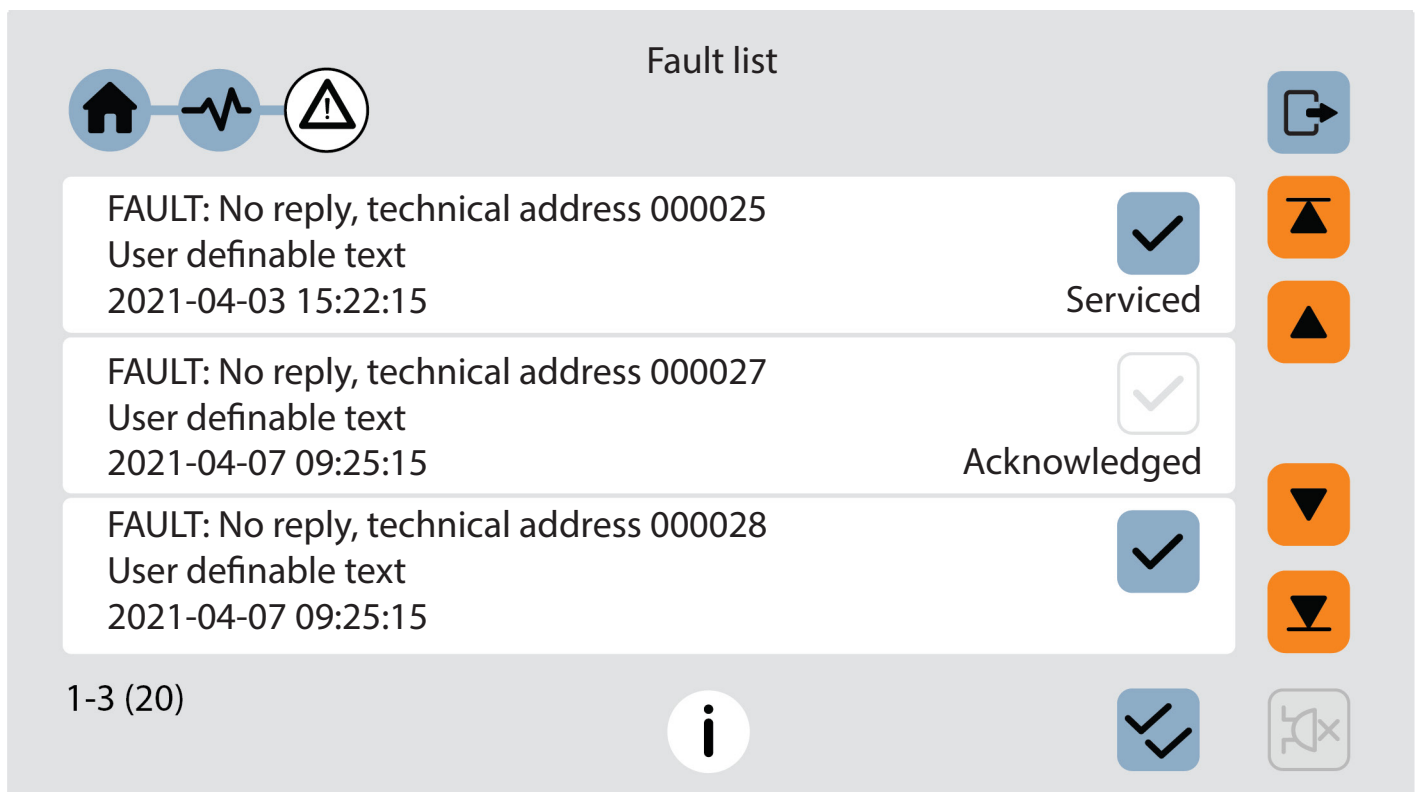 Fault list
FAULT: No reply, technical address 000025
User definable text
2021-04-03 15:22:15
Serviced
FAULT: No reply, technical address 000027
User definable text
2021-04-07 09:25:15
Acknowledged
FAULT: No reply, technical address 000028
User definable text
2021-04-07 09:25:15
1-3 (20)
i